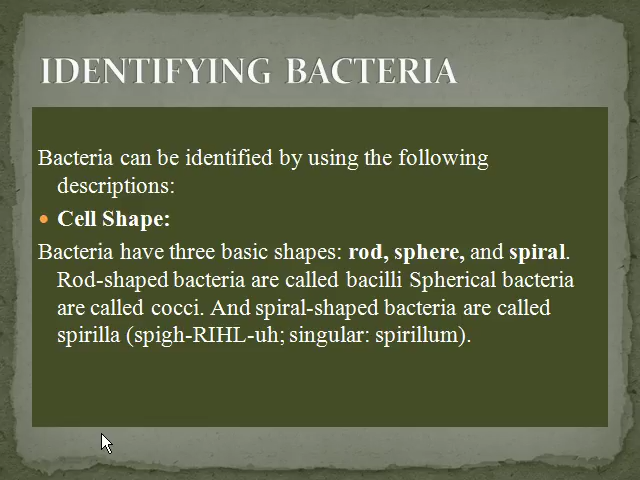 IDENTIFYING BACTERIA
Bacteria can be identified by using the following
descriptions:
Cell Shape:
Bacteria have three basic shapes: rod, sphere, and spiral.
Rod-shaped bacteria are called bacilli Spherical bacteria
are called cocci. And spiral-shaped bacteria are called
spirilla (spigh-RIHL-uh; singular: spirillum).